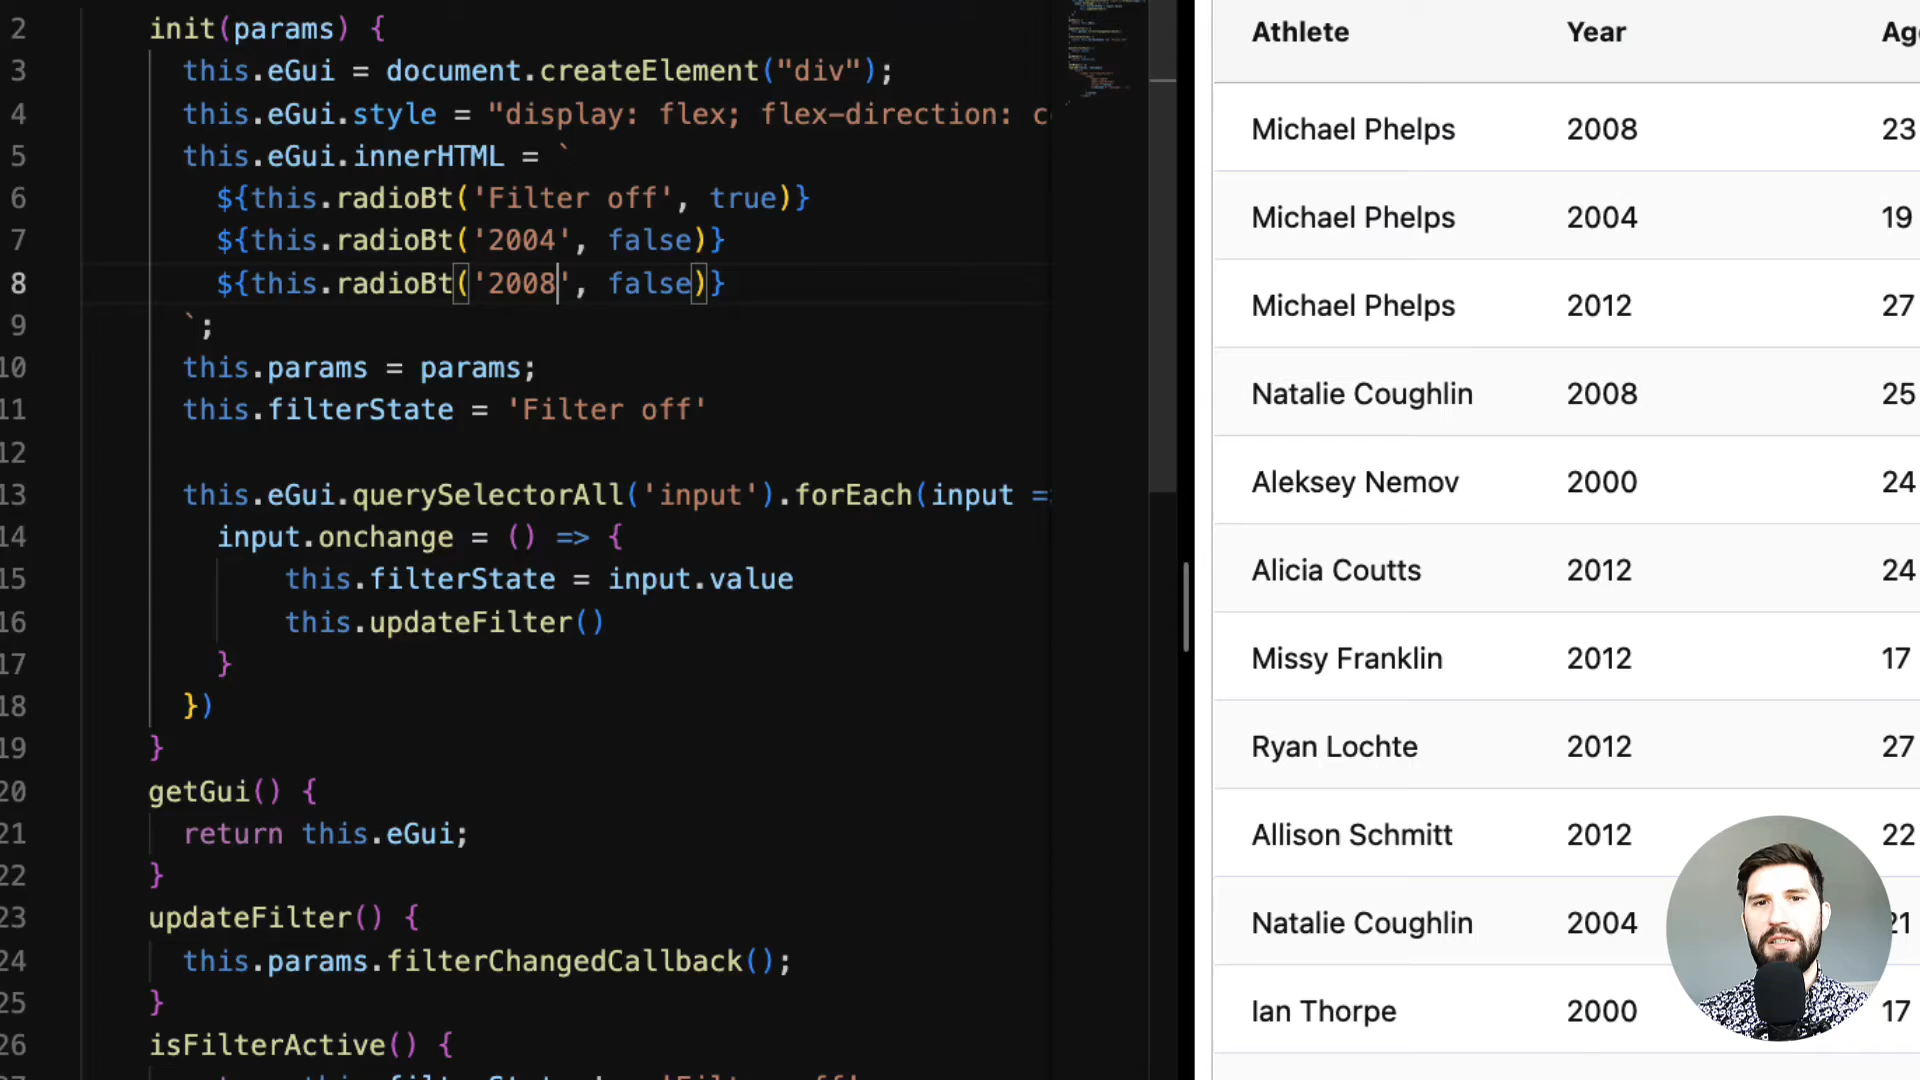 2 init(params) {
3 this.eGui = document.createElement("div");
4 this.eGui.style = "display: flex; flex-direction: c
5 this.eGui.innerHTML = `
6 ${this.radioBt('Filter off', true)}
7 ${this.radioBt('2004', false)}
8 ${this.radioBt('2008', false)}
9 `;
10 this.params = params;
11 this.filterState = 'Filter off'
12
13 this.eGui.querySelectorAll('input').forEach(input =
14 input.onchange = () => {
15 this.filterState = input.value
16 this.updateFilter()
17 }
18 })
19 }
20 getGui() {
21 return this.eGui;
22 }
23 updateFilter() {
24 this.params.filterChangedCallback();
25 }
26 isFilterActive() {
Athlete Year Ag
Michael Phelps 2008 23
Michael Phelps 2004 19
Michael Phelps 2012 27
Natalie Coughlin 2008 25
Aleksey Nemov 2000 24
Alicia Coutts 2012 24
Missy Franklin 2012 17
Ryan Lochte 2012 27
Allison Schmitt 2012 22
Natalie Coughlin 2004 21
Ian Thorpe 2000 17